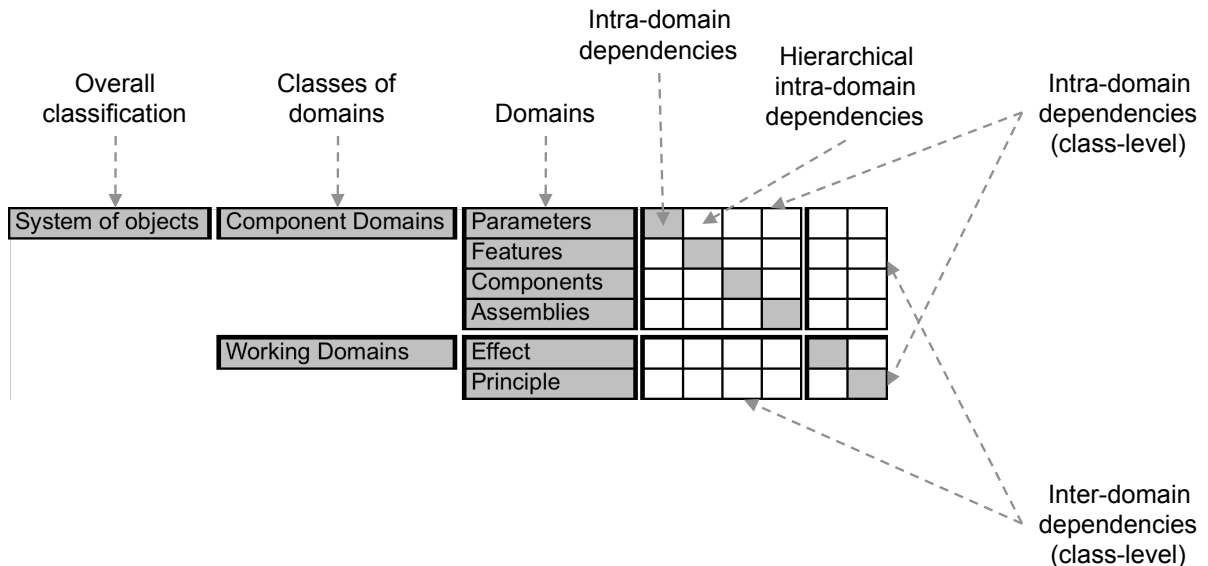 Intra-domain
dependencies
Overall
classification
Classes of
domains
Domains
Hierarchical
intra-domain
dependencies
Intra-domain
dependencies
(class-level)
System of objects
Component Domains
Parameters
Features
Components
Assemblies
Working Domains
Effect
Principle
Inter-domain
dependencies
(class-level)